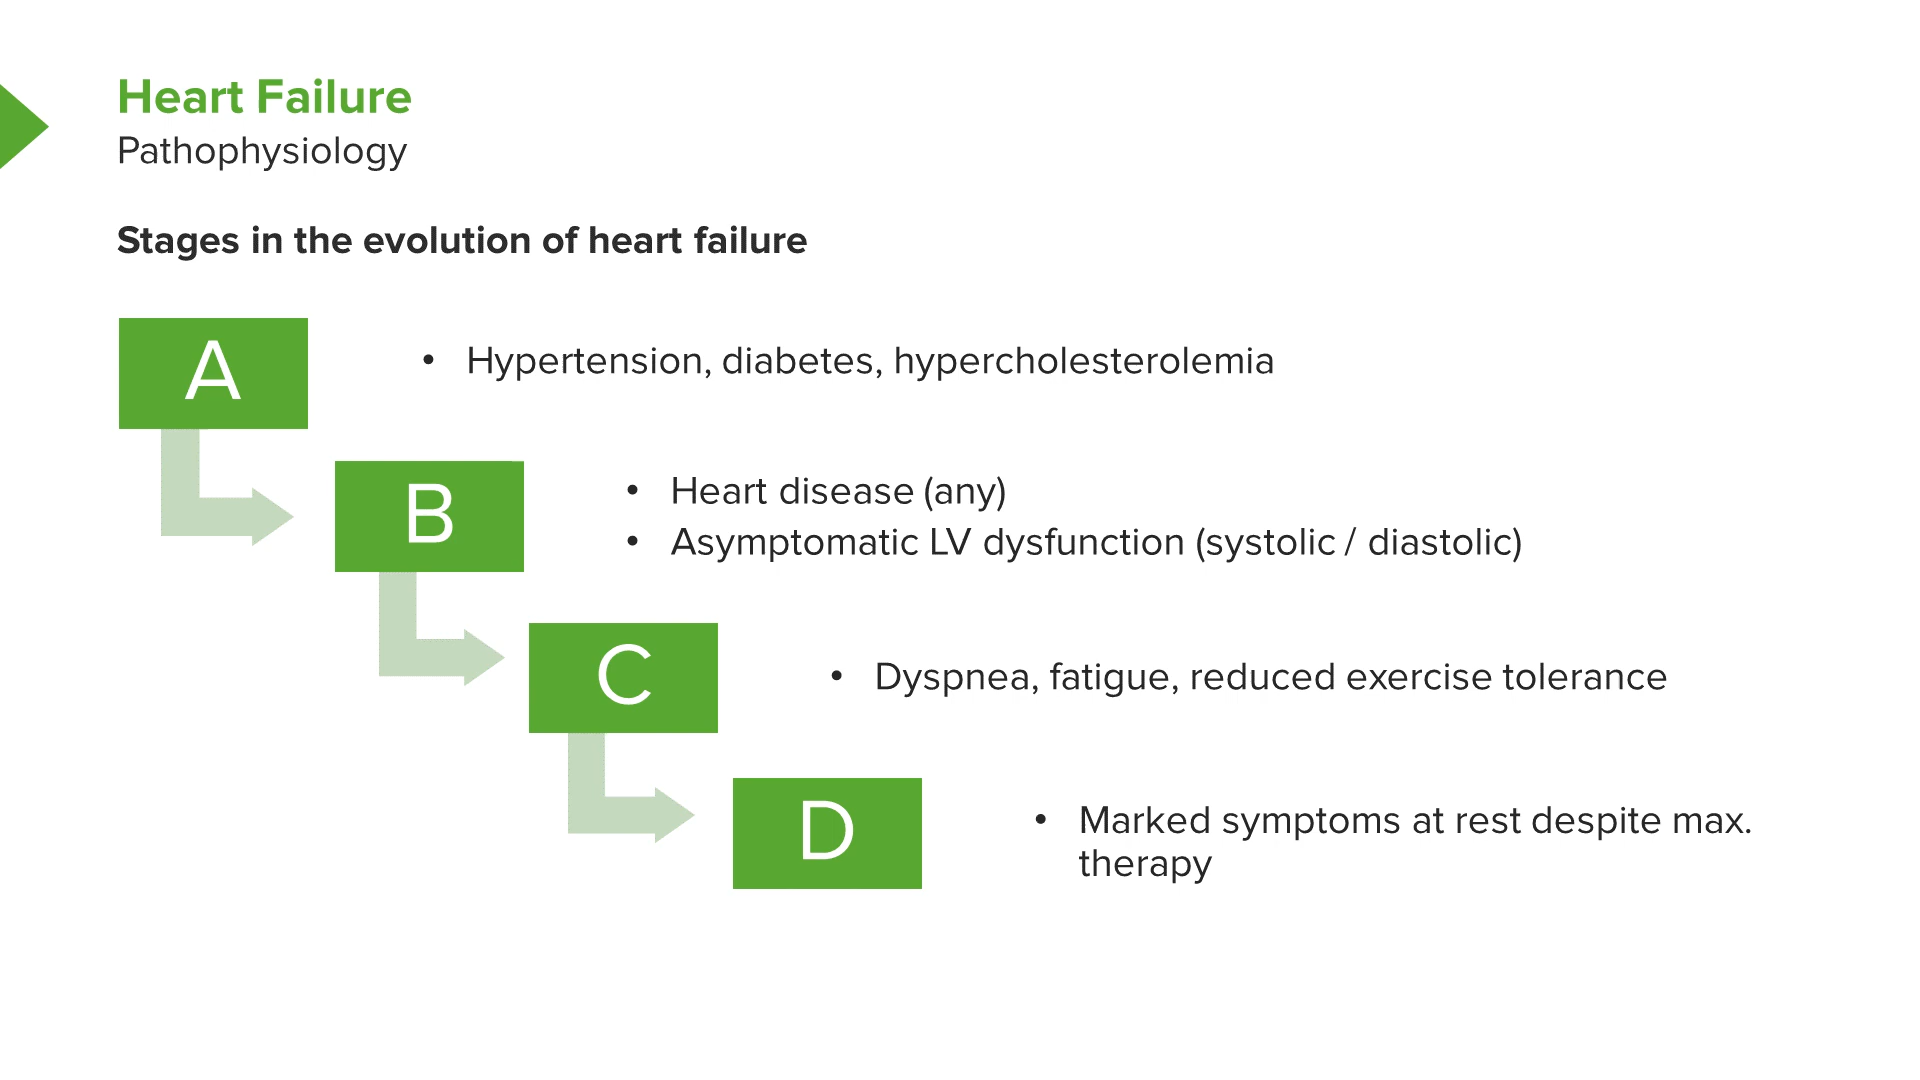 Heart Failure
Pathophysiology
Stages in the evolution of heart failure
A
• Hypertension, diabetes, hypercholesterolemia
B
• Heart disease (any)
• Asymptomatic LV dysfunction (systolic / diastolic)
C
• Dyspnea, fatigue, reduced exercise tolerance
D
• Marked symptoms at rest despite max.
therapy